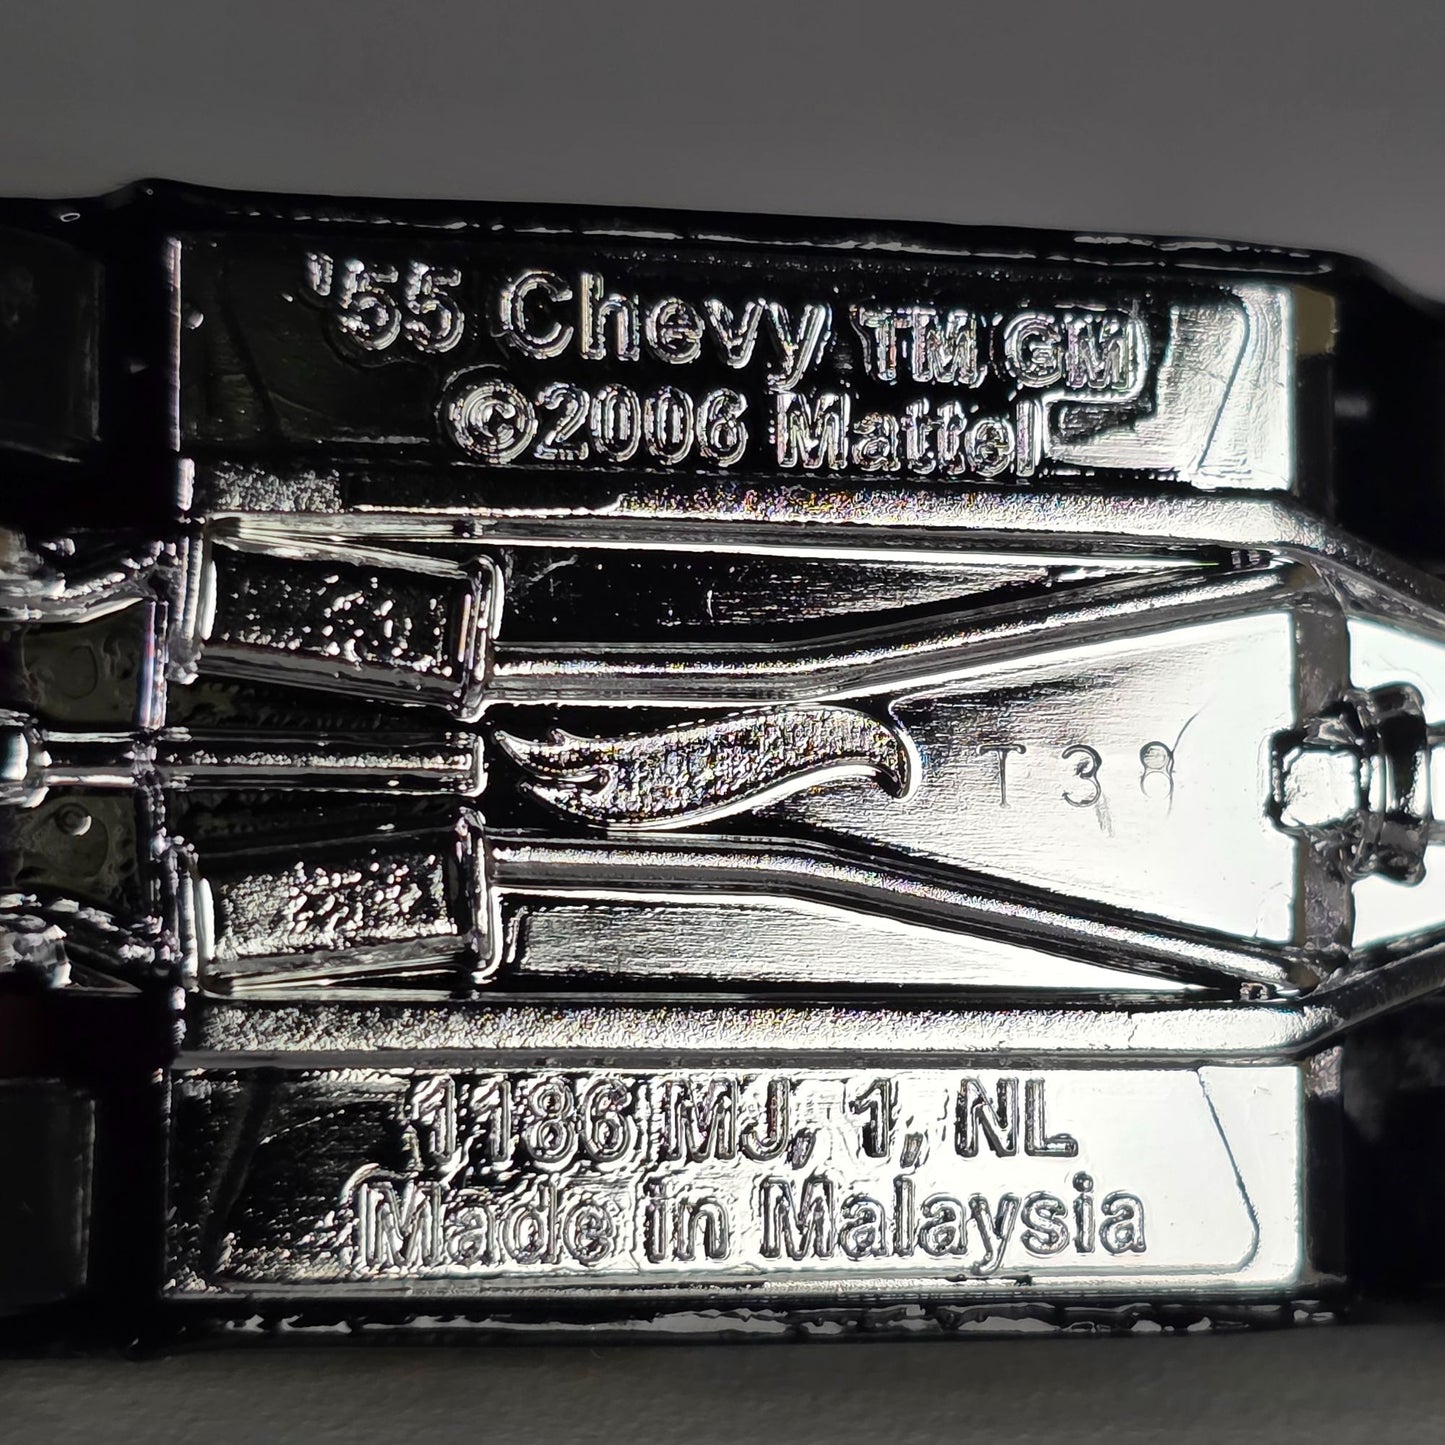 '55 Chevy TM GM
©2006 Mattel
T38
1186 MJ, 1, NL
Made in Malaysia